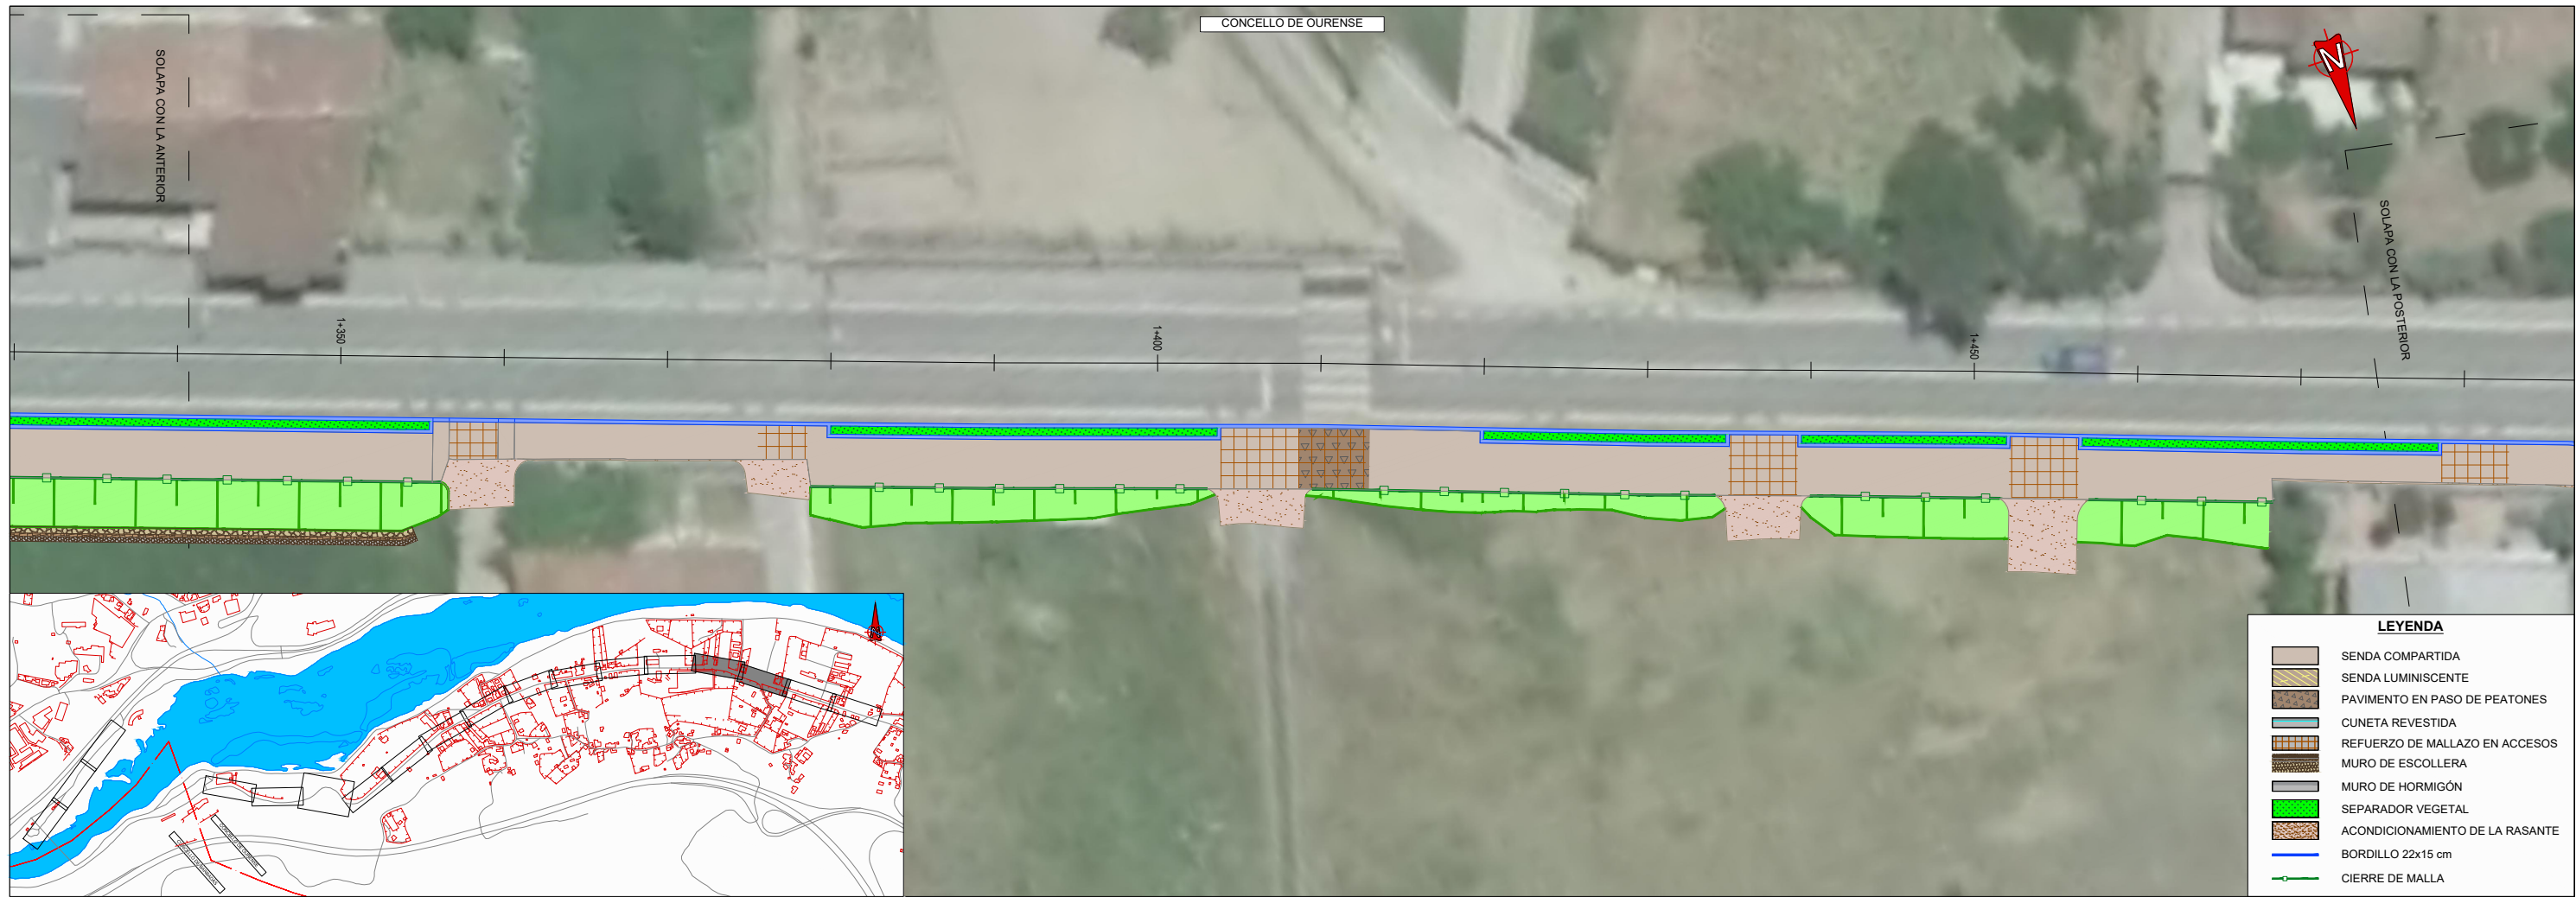 CONCELLO DE OURENSE
SOLAPA CON LA ANTERIOR
N
SOLAPA CON LA POSTERIOR
1+350
1+400
1+450
LEYENDA
SENDA COMPARTIDA
SENDA LUMINISCENTE
PAVIMENTO EN PASO DE PEATONES
CUNETA REVESTIDA
REFUERZO DE MALLAZO EN ACCESOS
MURO DE ESCOLLERA
MURO DE HORMIGÓN
SEPARADOR VEGETAL
ACONDICIONAMIENTO DE LA RASANTE
BORDILLO 22x15 cm
CIERRE DE MALLA